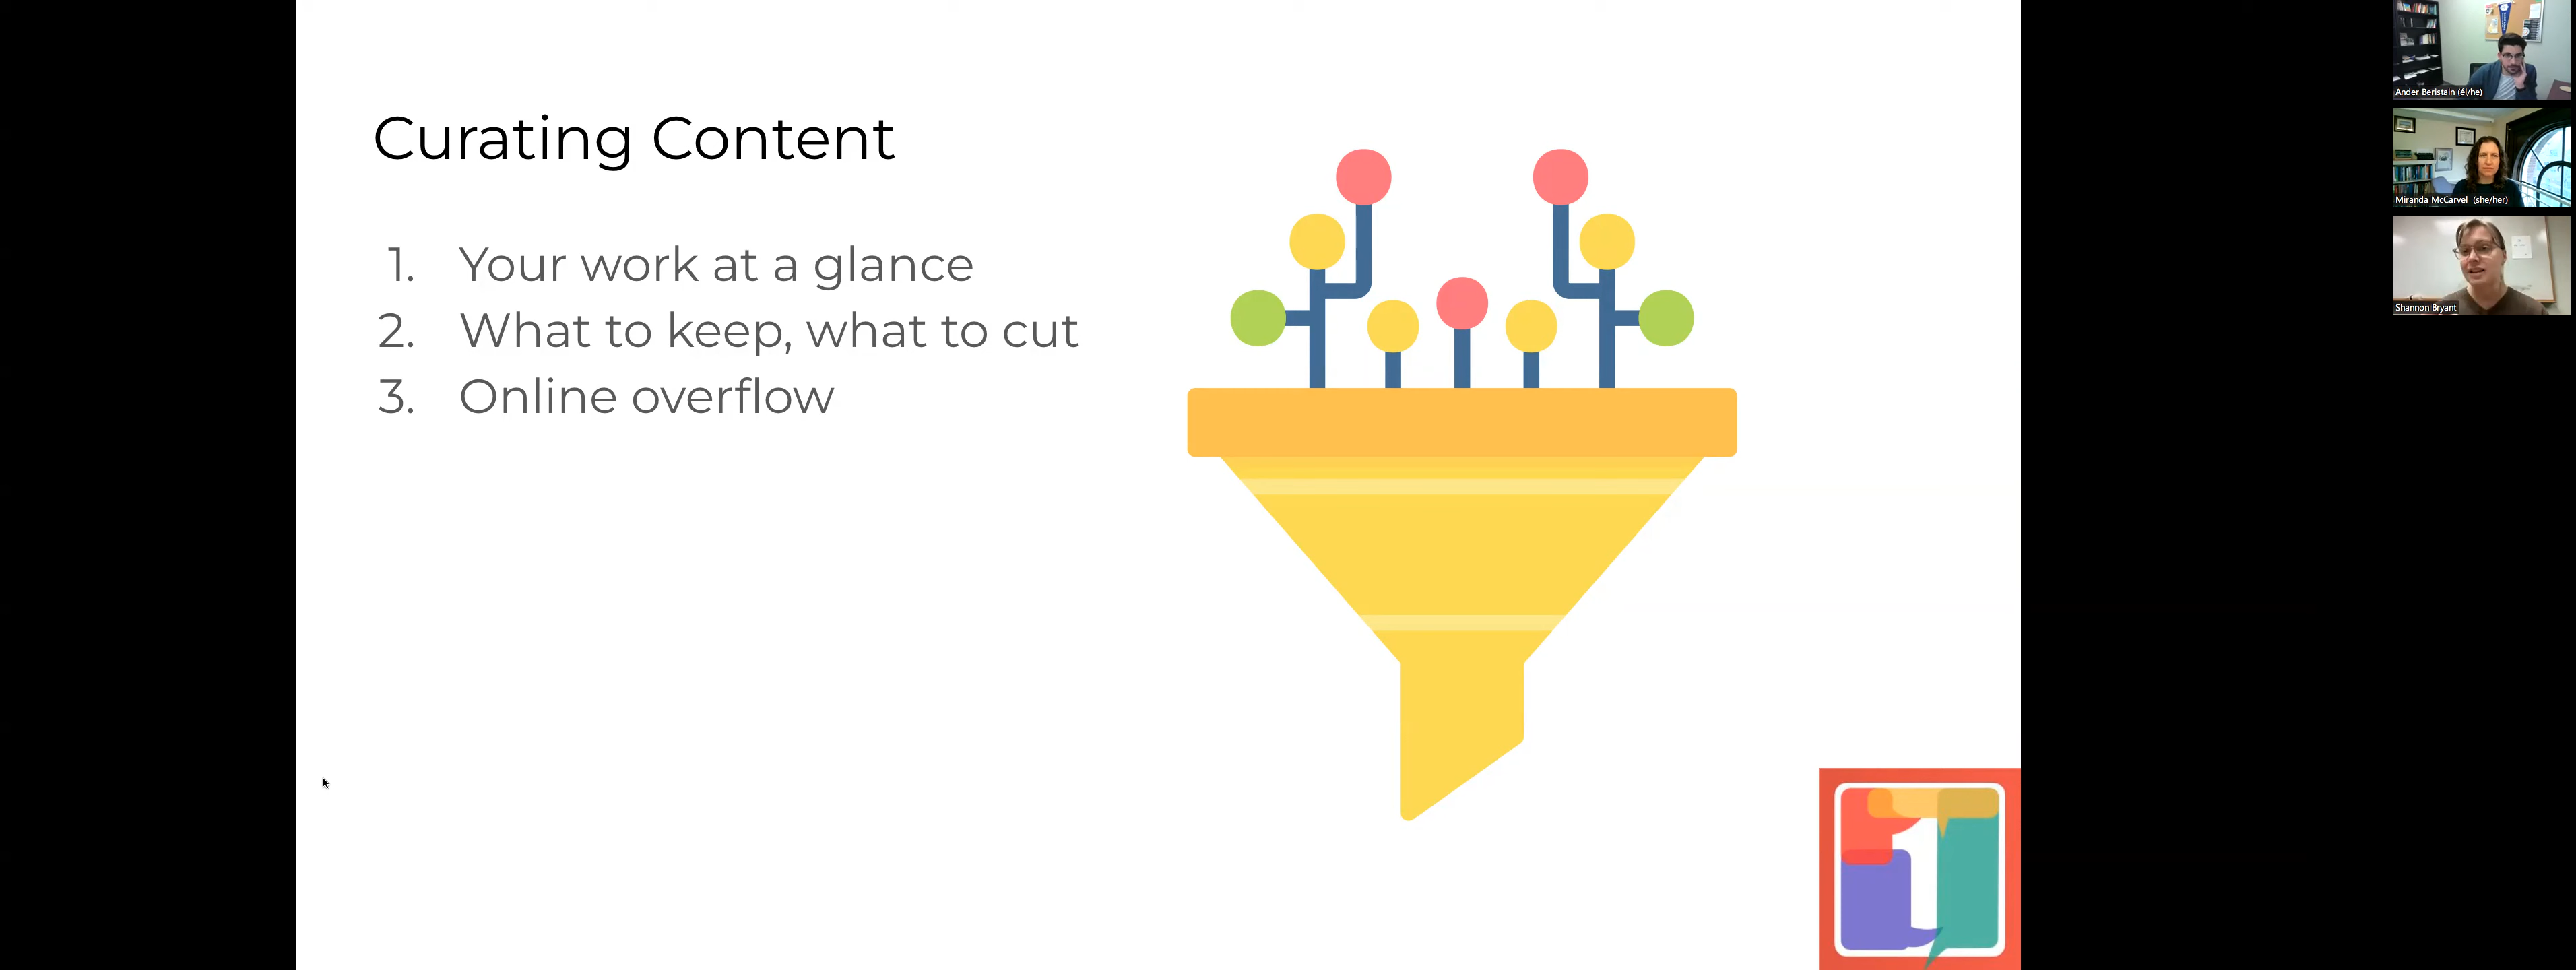 Curating Content
1. Your work at a glance
2. What to keep, what to cut
3. Online overflow
Ander Beristain (él/he)
Miranda McCarvel (she/her)
Shannon Bryant